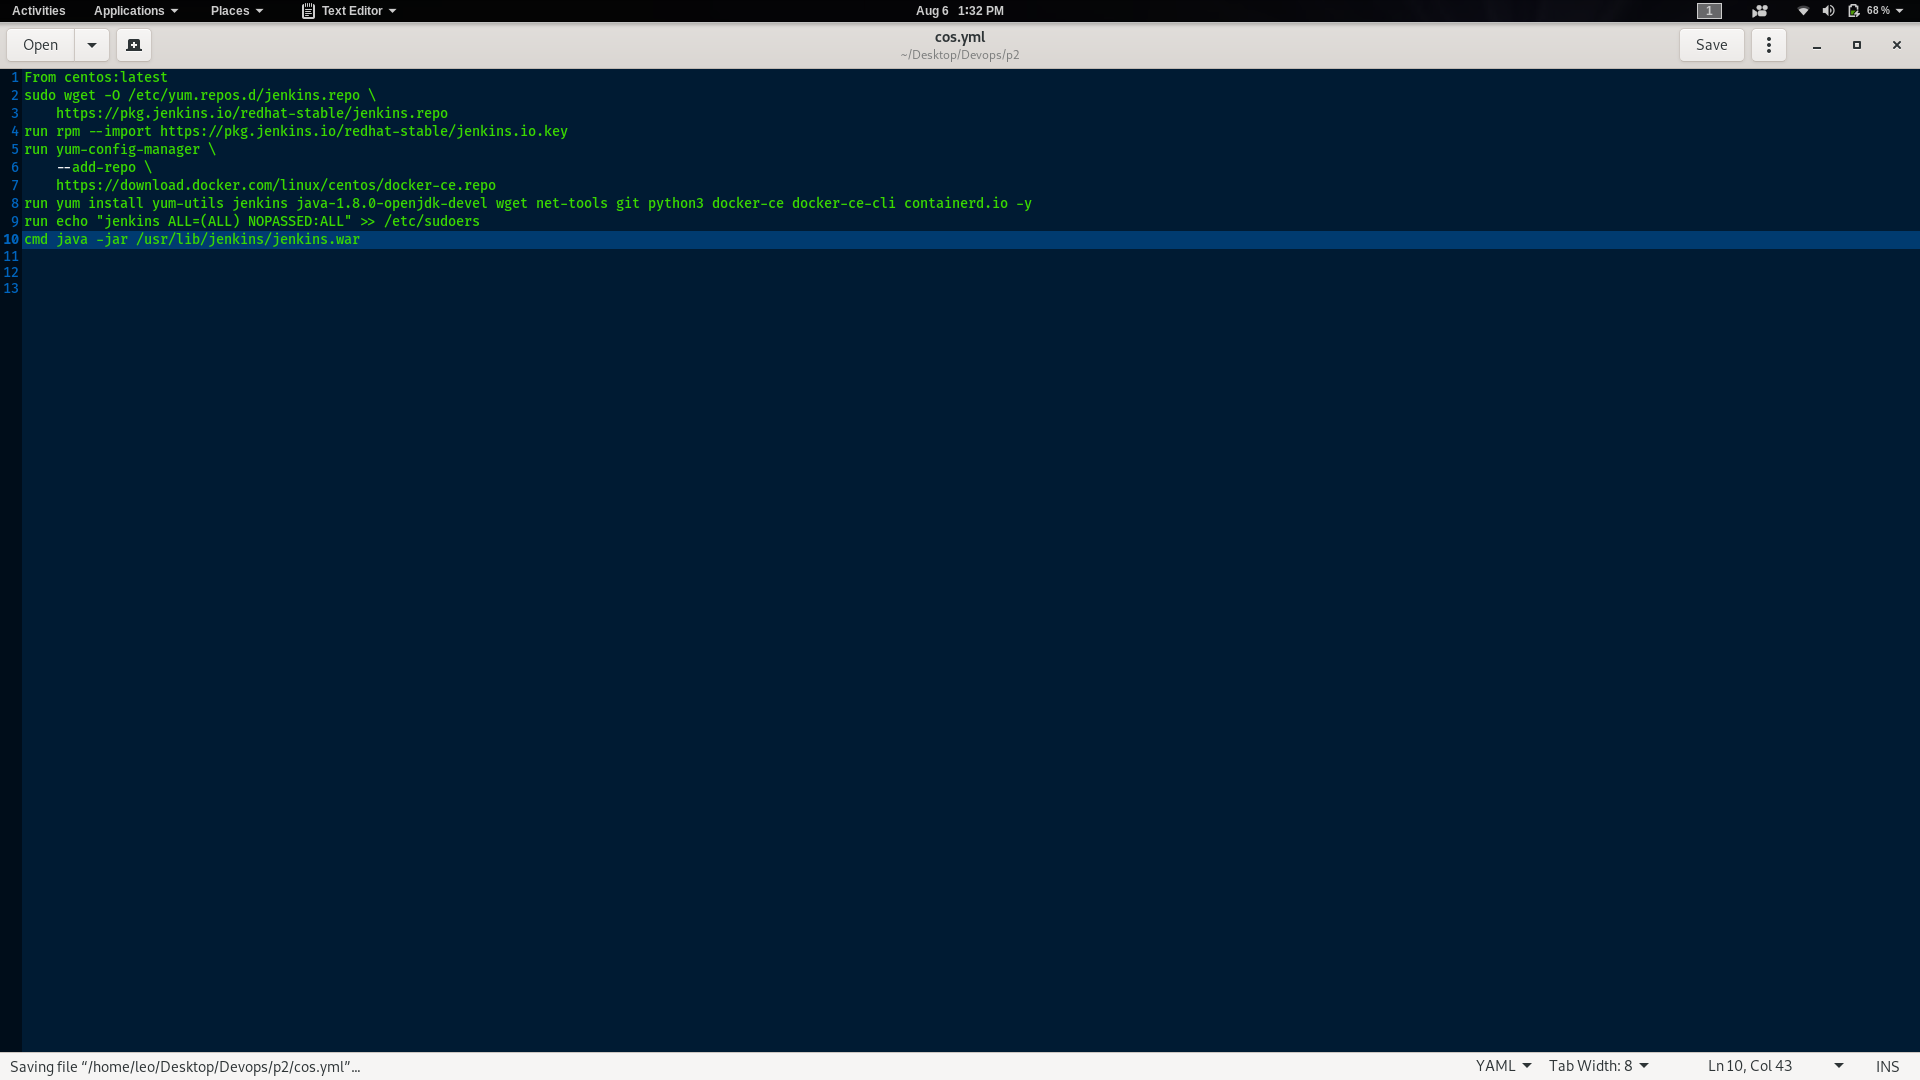 Activities Applications Places Text Editor Aug 6 1:32 PM 1 68 %
Open cos.yml Save
~/Desktop/Devops/p2
1 From centos:latest
2 sudo wget -O /etc/yum.repos.d/jenkins.repo \
3     https://pkg.jenkins.io/redhat-stable/jenkins.repo
4 run rpm --import https://pkg.jenkins.io/redhat-stable/jenkins.io.key
5 run yum-config-manager \
6     --add-repo \
7     https://download.docker.com/linux/centos/docker-ce.repo
8 run yum install yum-utils jenkins java-1.8.0-openjdk-devel wget net-tools git python3 docker-ce docker-ce-cli containerd.io -y
9 run echo "jenkins ALL=(ALL) NOPASSED:ALL" >> /etc/sudoers
10 cmd java -jar /usr/lib/jenkins/jenkins.war
11
12
13
Saving file “/home/leo/Desktop/Devops/p2/cos.yml”… YAML Tab Width: 8 Ln 10, Col 43 INS